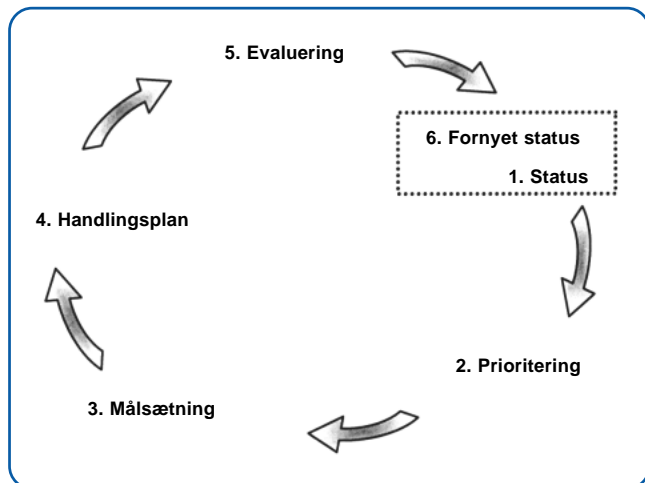 5. Evaluering
6. Fornyet status
1. Status
4. Handlingsplan
2. Prioritering
3. Målsætning